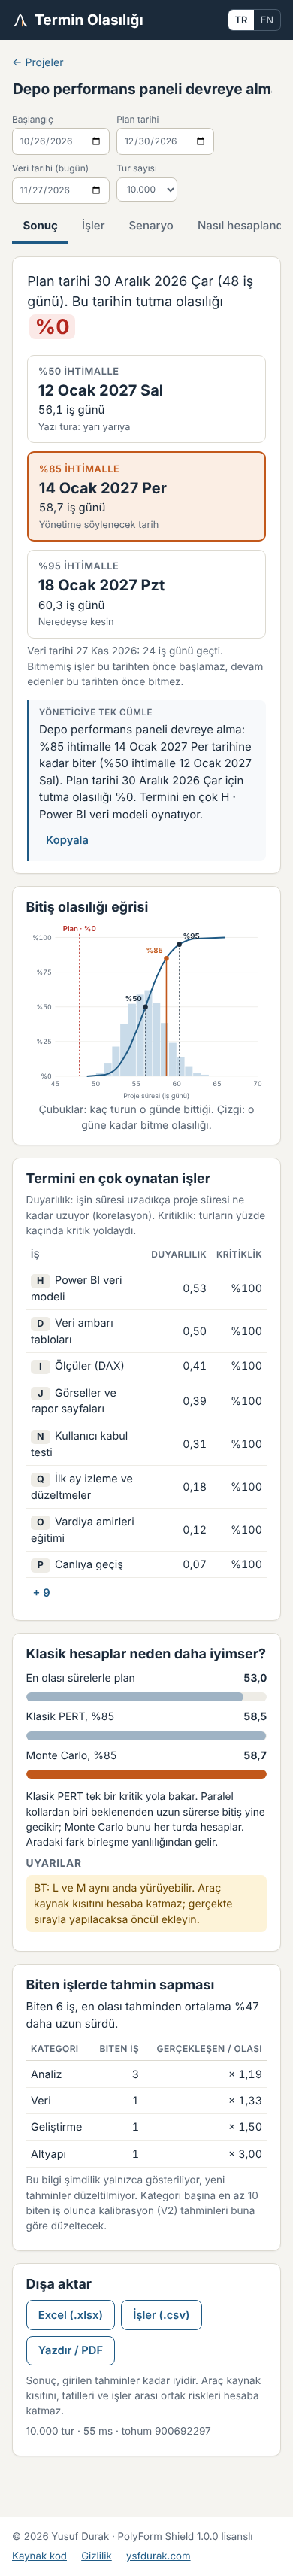 Termin Olasılığı
TR EN
← Projeler
Depo performans paneli devreye alm
Başlangıç
Plan tarihi
10/26/2026
12/30/2026
Veri tarihi (bugün)
Tur sayısı
11/27/2026
10.000
Sonuç İşler Senaryo Nasıl hesapland
Plan tarihi 30 Aralık 2026 Çar (48 iş
günü). Bu tarihin tutma olasılığı
%0
%50 İHTİMALLE
12 Ocak 2027 Sal
56,1 iş günü
Yazı tura: yarı yarıya
%85 İHTİMALLE
14 Ocak 2027 Per
58,7 iş günü
Yönetime söylenecek tarih
%95 İHTİMALLE
18 Ocak 2027 Pzt
60,3 iş günü
Neredeyse kesin
Veri tarihi 27 Kas 2026: 24 iş günü geçti.
Bitmemiş işler bu tarihten önce başlamaz, devam
edenler bu tarihten önce bitmez.
YÖNETİCİYE TEK CÜMLE
Depo performans paneli devreye alma:
%85 ihtimalle 14 Ocak 2027 Per tarihine
kadar biter (%50 ihtimalle 12 Ocak 2027
Sal). Plan tarihi 30 Aralık 2026 Çar için
tutma olasılığı %0. Termini en çok H ·
Power BI veri modeli oynatıyor.
Kopyala
Bitiş olasılığı eğrisi
Plan · %0
%100
%95
%85
%75
%50
%50
%25
%0
45 50 55 60 65 70
Proje süresi (iş günü)
Çubuklar: kaç turun o günde bittiği. Çizgi: o
güne kadar bitme olasılığı.
Termini en çok oynatan işler
Duyarlılık: işin süresi uzadıkça proje süresi ne
kadar uzuyor (korelasyon). Kritiklik: turların yüzde
kaçında kritik yoldaydı.
İŞ DUYARLILIK KRİTİKLİK
H Power BI veri
modeli
0,53 %100
D Veri ambarı
tabloları
0,50 %100
I Ölçüler (DAX) 0,41 %100
J Görseller ve
rapor sayfaları
0,39 %100
N Kullanıcı kabul
testi
0,31 %100
Q İlk ay izleme ve
düzeltmeler
0,18 %100
O Vardiya amirleri
eğitimi
0,12 %100
P Canlıya geçiş 0,07 %100
+ 9
Klasik hesaplar neden daha iyimser?
En olası sürelerle plan 53,0
Klasik PERT, %85 58,5
Monte Carlo, %85 58,7
Klasik PERT tek bir kritik yola bakar. Paralel
kollardan biri beklenenden uzun sürerse bitiş yine
gecikir; Monte Carlo bunu her turda hesaplar.
Aradaki fark birleşme yanlılığından gelir.
UYARILAR
BT: L ve M aynı anda yürüyebilir. Araç
kaynak kısıtını hesaba katmaz; gerçekte
sırayla yapılacaksa öncül ekleyin.
Biten işlerde tahmin sapması
Biten 6 iş, en olası tahminden ortalama %47
daha uzun sürdü.
KATEGORİ BİTEN İŞ GERÇEKLEŞEN / OLASI
Analiz 3 × 1,19
Veri 1 × 1,33
Geliştirme 1 × 1,50
Altyapı 1 × 3,00
Bu bilgi şimdilik yalnızca gösteriliyor, yeni
tahminler düzeltilmiyor. Kategori başına en az 10
biten iş olunca kalibrasyon (V2) tahminleri buna
göre düzeltecek.
Dışa aktar
Excel (.xlsx) İşler (.csv)
Yazdır / PDF
Sonuç, girilen tahminler kadar iyidir. Araç kaynak
kısıtını, tatilleri ve işler arası ortak riskleri hesaba
katmaz.
10.000 tur · 55 ms · tohum 900692297
© 2026 Yusuf Durak · PolyForm Shield 1.0.0 lisanslı
Kaynak kod Gizlilik ysfdurak.com